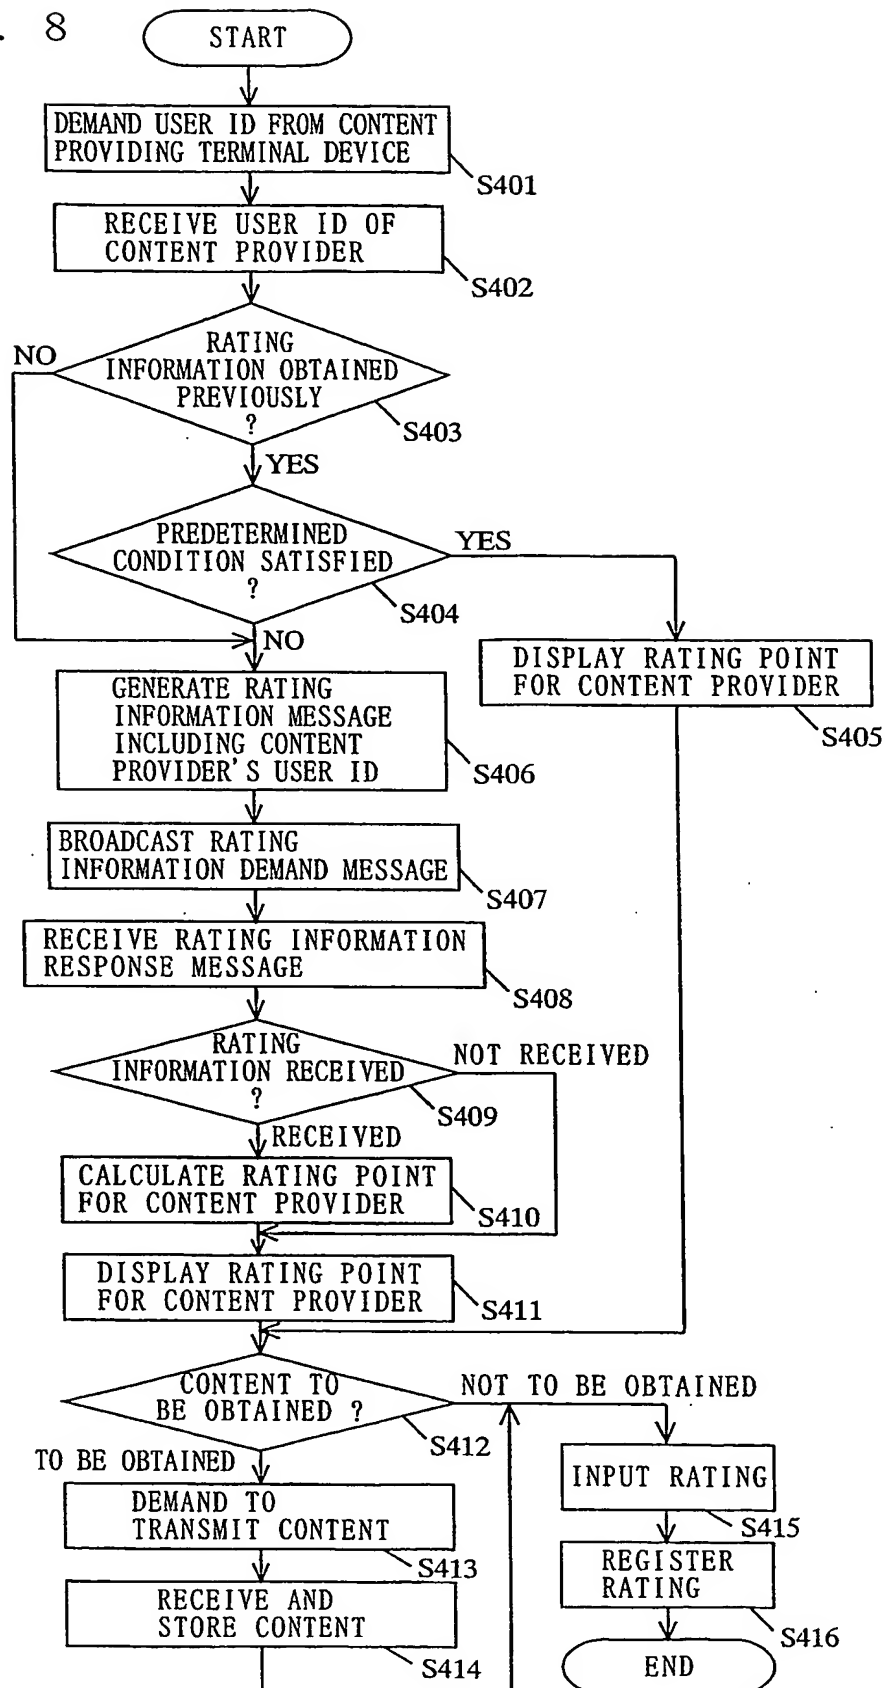 . 8
START
DEMAND USER ID FROM CONTENT
PROVIDING TERMINAL DEVICE
S401
RECEIVE USER ID OF
CONTENT PROVIDER
S402
RATING
INFORMATION OBTAINED
PREVIOUSLY
?
NO
S403
YES
PREDETERMINED
CONDITION SATISFIED
?
YES
S404
NO
DISPLAY RATING POINT
FOR CONTENT PROVIDER
S405
GENERATE RATING
INFORMATION MESSAGE
INCLUDING CONTENT
PROVIDER'S USER ID
S406
BROADCAST RATING
INFORMATION DEMAND MESSAGE
S407
RECEIVE RATING INFORMATION
RESPONSE MESSAGE
S408
RATING
INFORMATION RECEIVED
?
NOT RECEIVED
S409
RECEIVED
CALCULATE RATING POINT
FOR CONTENT PROVIDER
S410
DISPLAY RATING POINT
FOR CONTENT PROVIDER
S411
CONTENT TO
BE OBTAINED ?
NOT TO BE OBTAINED
S412
TO BE OBTAINED
DEMAND TO
TRANSMIT CONTENT
S413
RECEIVE AND
STORE CONTENT
S414
INPUT RATING
S415
REGISTER
RATING
S416
END